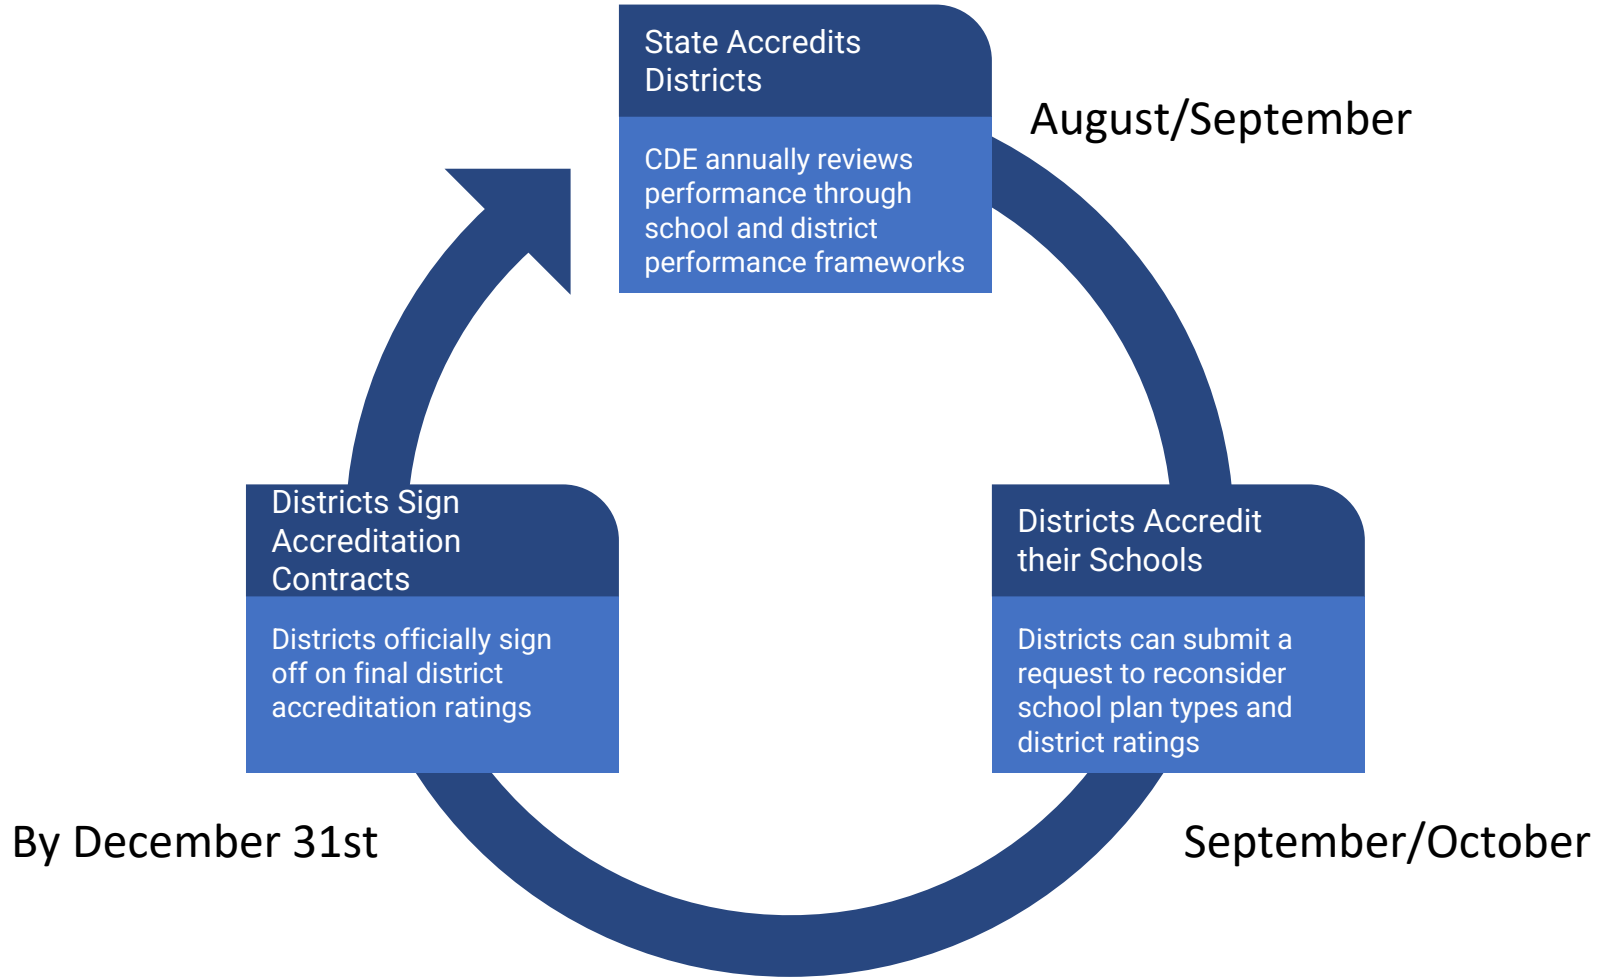 State Accredits
Districts
CDE annually reviews
performance through
school and district
performance frameworks
August/September
Districts Accredit
their Schools
Districts can submit a
request to reconsider
school plan types and
district ratings
September/October
Districts Sign
Accreditation
Contracts
Districts officially sign
off on final district
accreditation ratings
By December 31st